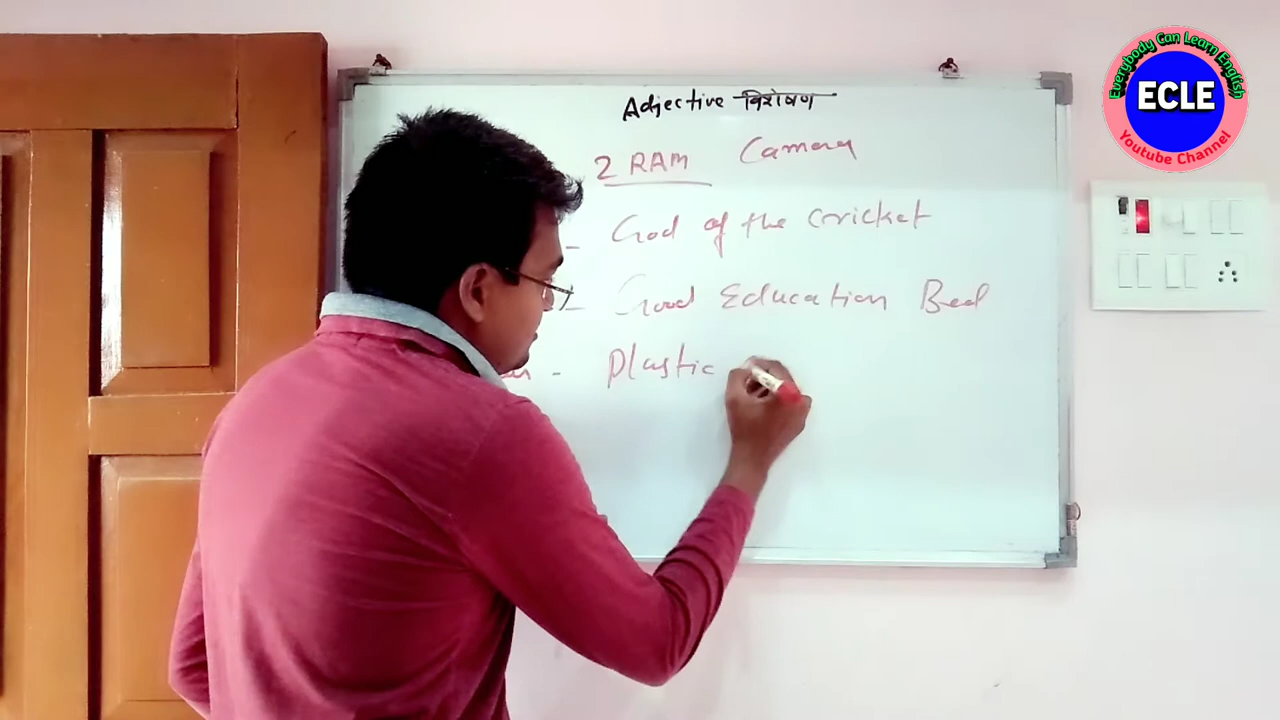 Adjective विशेषण
2 RAM Camera
- God of the cricket
- Good Education Bad
- Plastic
Everybody Can Learn English
ECLE
Youtube Channel